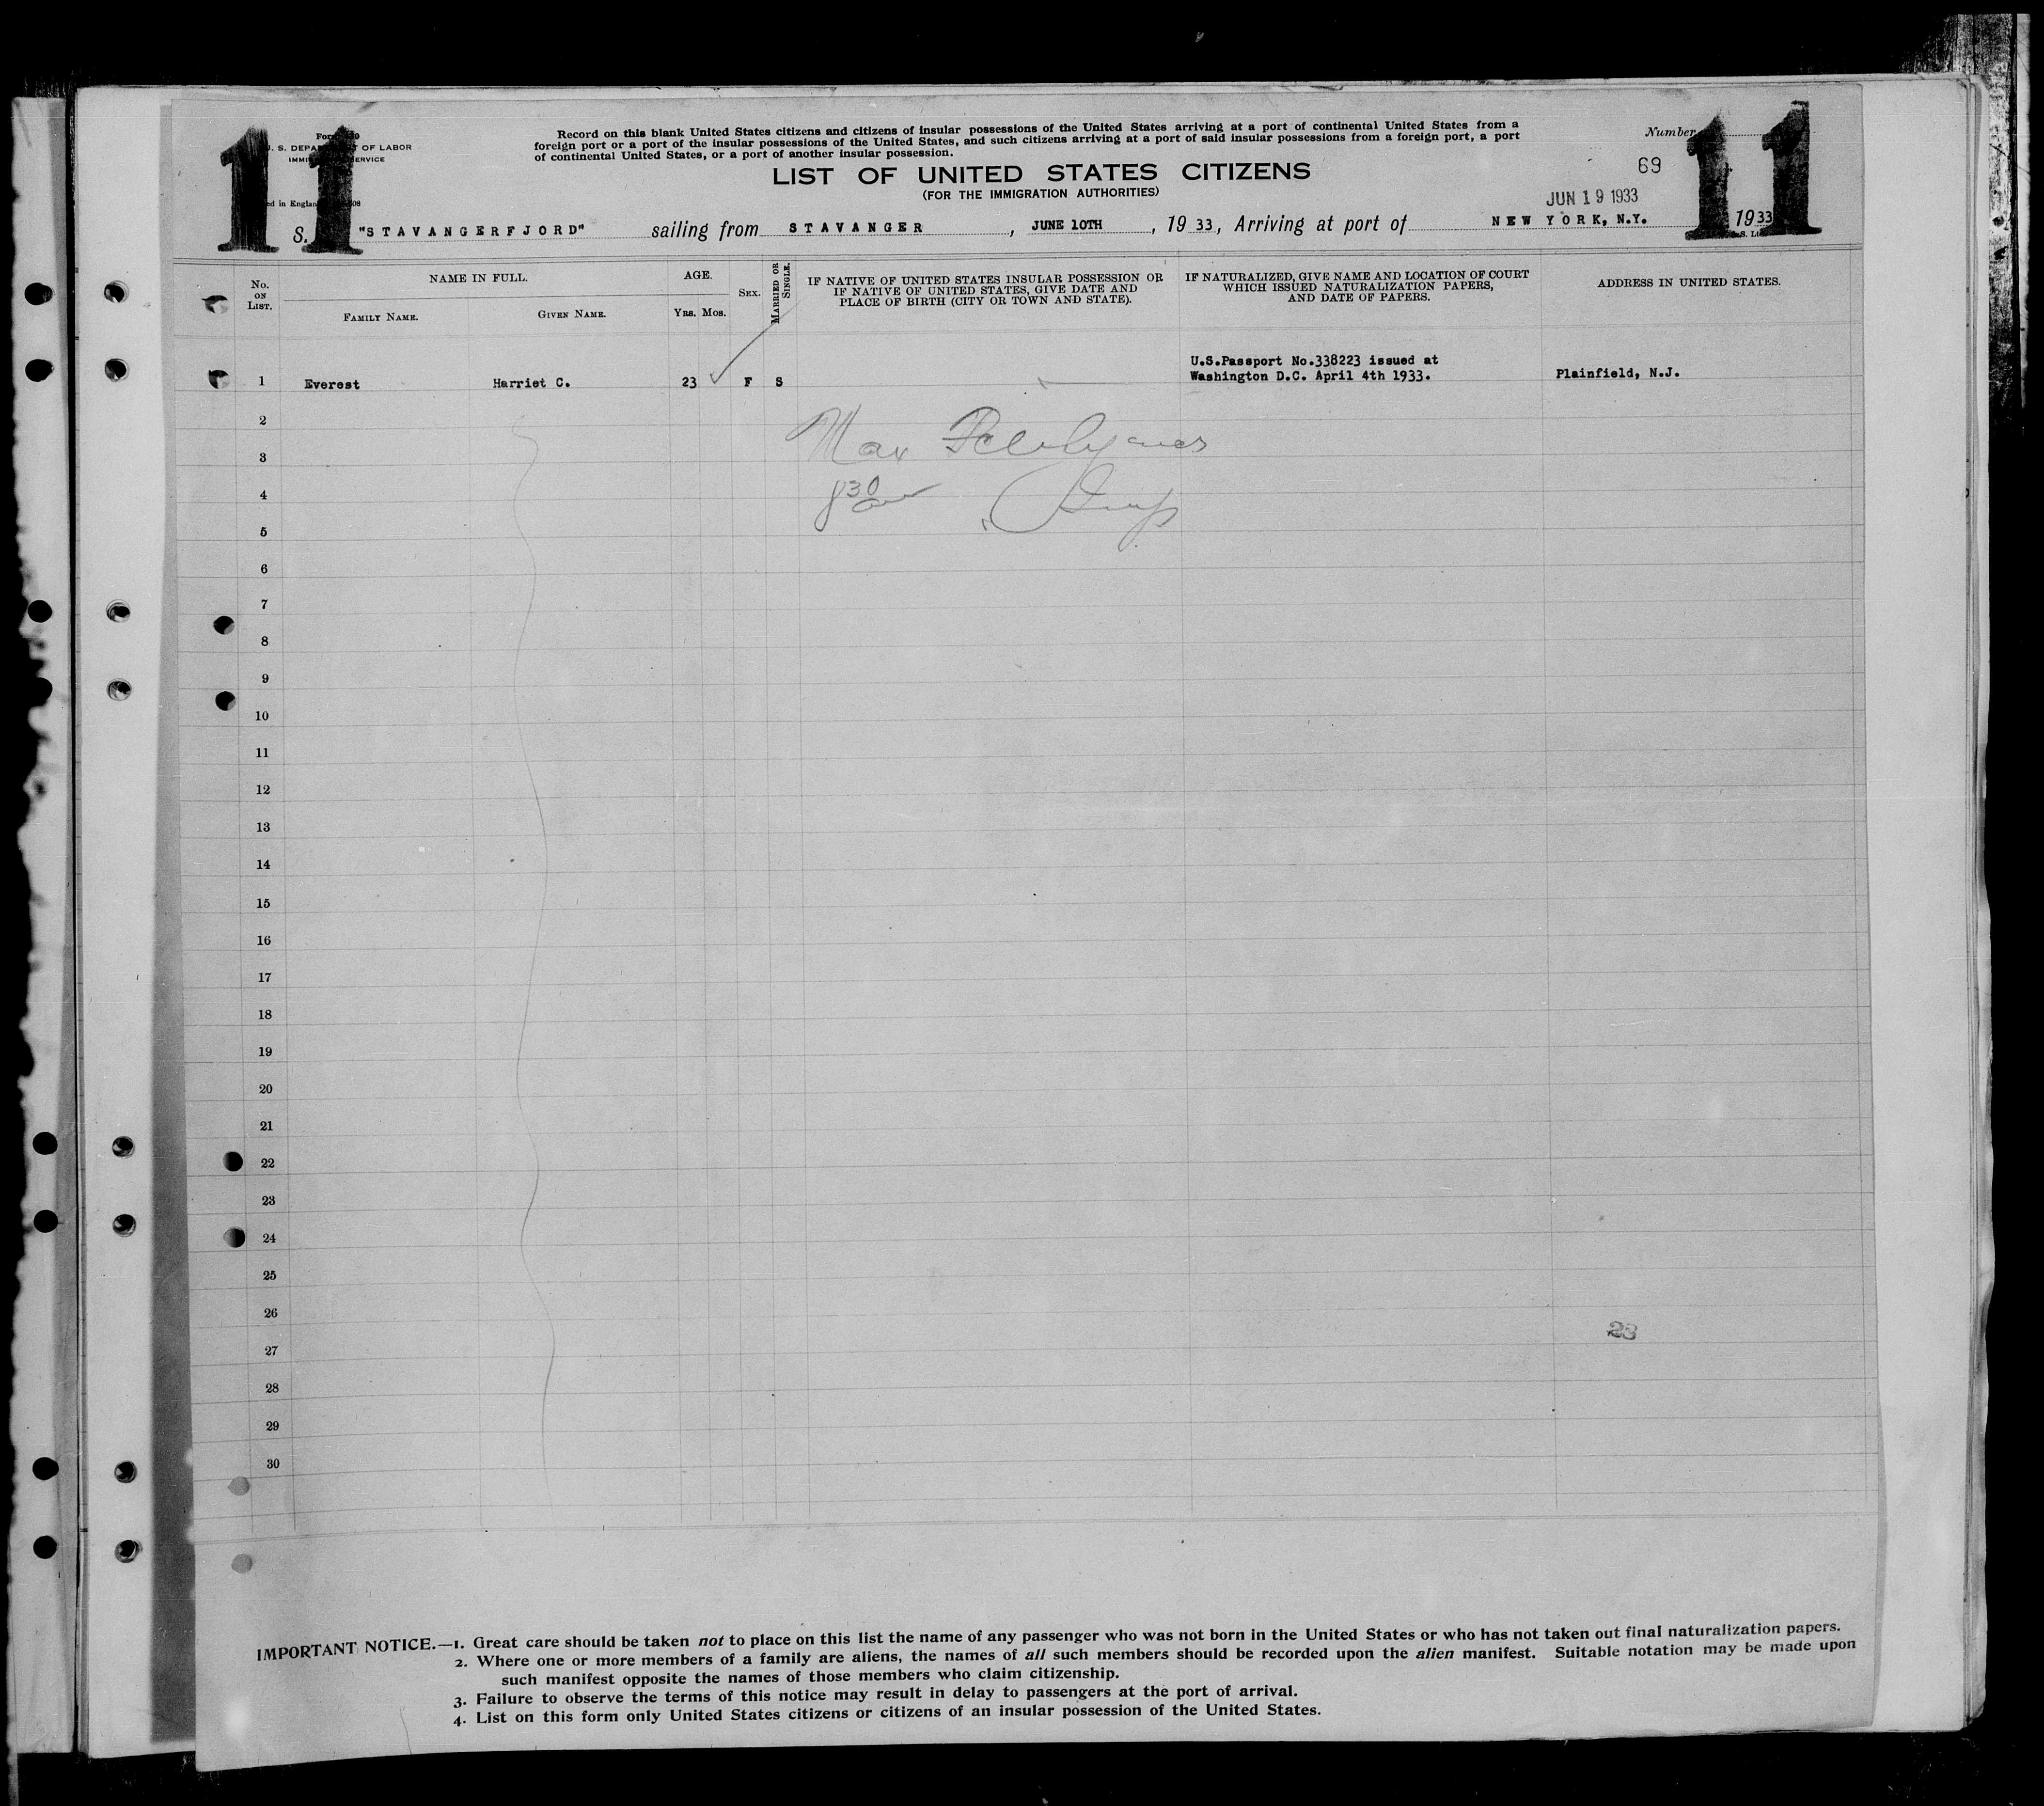 11
11
Record on this blank United States citizens and citizens of insular possessions of the United States arriving at a port of continental United States from a
foreign port or a port of the insular possessions of the United States, and such citizens arriving at a port of said insular possessions from a foreign port, a port
of continental United States, or a port of another insular possession.
Number
U. S. DEPARTMENT OF LABOR
69
LIST OF UNITED STATES CITIZENS
(FOR THE IMMIGRATION AUTHORITIES)
JUN 19 1933
S. "STAVANGERFJORD" sailing from STAVANGER, JUNE 10TH, 1933, Arriving at port of NEW YORK, N.Y. 1933
No. ON LIST.
NAME IN FULL.
FAMILY NAME.
GIVEN NAME.
AGE.
YRS. MOS.
SEX.
MARRIED OR SINGLE.
IF NATIVE OF UNITED STATES INSULAR POSSESSION OR
IF NATIVE OF UNITED STATES, GIVE DATE AND
PLACE OF BIRTH (CITY OR TOWN AND STATE).
IF NATURALIZED, GIVE NAME AND LOCATION OF COURT
WHICH ISSUED NATURALIZATION PAPERS,
AND DATE OF PAPERS.
ADDRESS IN UNITED STATES.
U.S.Passport No.338223 issued at
1 Everest Harriet C. 23 F S Washington D.C. April 4th 1933. Plainfield, N.J.
2
Max
3
830
4
5
6
7
8
9
10
11
12
13
14
15
16
17
18
19
20
21
22
23
24
25
26
23
27
28
29
30
IMPORTANT NOTICE.—1. Great care should be taken not to place on this list the name of any passenger who was not born in the United States or who has not taken out final naturalization papers.
2. Where one or more members of a family are aliens, the names of all such members should be recorded upon the alien manifest. Suitable notation may be made upon
such manifest opposite the names of those members who claim citizenship.
3. Failure to observe the terms of this notice may result in delay to passengers at the port of arrival.
4. List on this form only United States citizens or citizens of an insular possession of the United States.